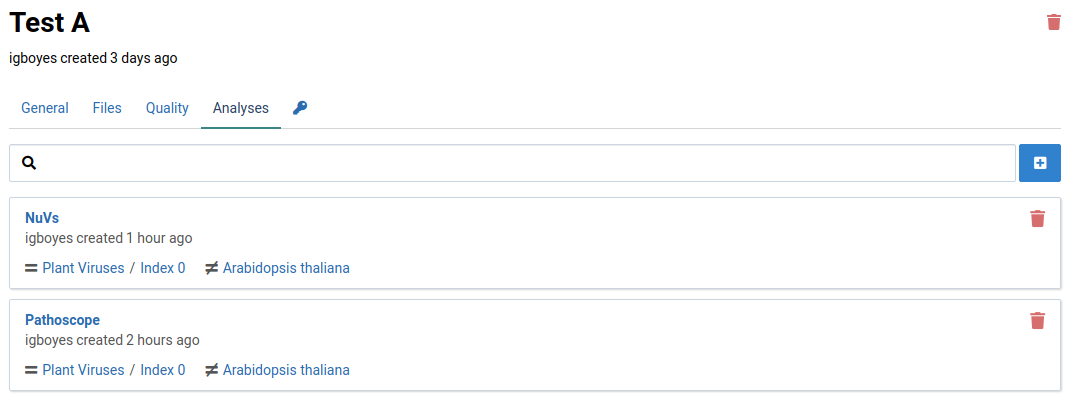 Test A
igboyes created 3 days ago
General Files Quality Analyses
NuVs
igboyes created 1 hour ago
= Plant Viruses / Index 0 ≠ Arabidopsis thaliana
Pathoscope
igboyes created 2 hours ago
= Plant Viruses / Index 0 ≠ Arabidopsis thaliana